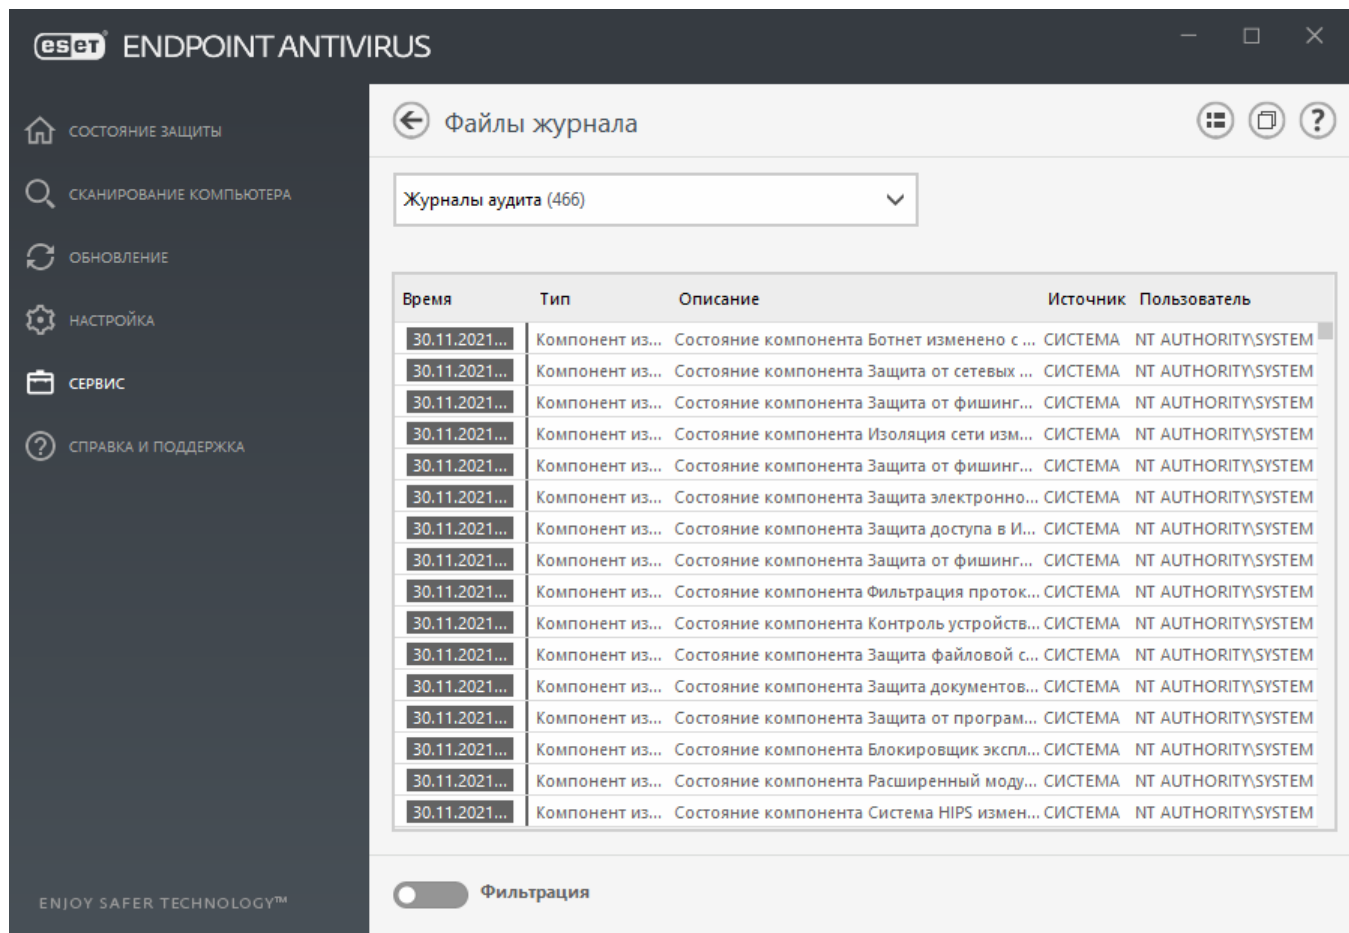 eset ENDPOINT ANTIVIRUS
СОСТОЯНИЕ ЗАЩИТЫ
СКАНИРОВАНИЕ КОМПЬЮТЕРА
ОБНОВЛЕНИЕ
НАСТРОЙКА
СЕРВИС
СПРАВКА И ПОДДЕРЖКА
ENJOY SAFER TECHNOLOGY™
Файлы журнала
?
Журналы аудита (466)
Время Тип Описание Источник Пользователь
30.11.2021... Компонент из... Состояние компонента Ботнет изменено с ... СИСТЕМА NT AUTHORITY\SYSTEM
30.11.2021... Компонент из... Состояние компонента Защита от сетевых ... СИСТЕМА NT AUTHORITY\SYSTEM
30.11.2021... Компонент из... Состояние компонента Защита от фишинг... СИСТЕМА NT AUTHORITY\SYSTEM
30.11.2021... Компонент из... Состояние компонента Изоляция сети изм... СИСТЕМА NT AUTHORITY\SYSTEM
30.11.2021... Компонент из... Состояние компонента Защита от фишинг... СИСТЕМА NT AUTHORITY\SYSTEM
30.11.2021... Компонент из... Состояние компонента Защита электронно... СИСТЕМА NT AUTHORITY\SYSTEM
30.11.2021... Компонент из... Состояние компонента Защита доступа в И... СИСТЕМА NT AUTHORITY\SYSTEM
30.11.2021... Компонент из... Состояние компонента Защита от фишинг... СИСТЕМА NT AUTHORITY\SYSTEM
30.11.2021... Компонент из... Состояние компонента Фильтрация проток... СИСТЕМА NT AUTHORITY\SYSTEM
30.11.2021... Компонент из... Состояние компонента Контроль устройств... СИСТЕМА NT AUTHORITY\SYSTEM
30.11.2021... Компонент из... Состояние компонента Защита файловой с... СИСТЕМА NT AUTHORITY\SYSTEM
30.11.2021... Компонент из... Состояние компонента Защита документов... СИСТЕМА NT AUTHORITY\SYSTEM
30.11.2021... Компонент из... Состояние компонента Защита от програм... СИСТЕМА NT AUTHORITY\SYSTEM
30.11.2021... Компонент из... Состояние компонента Блокировщик экспл... СИСТЕМА NT AUTHORITY\SYSTEM
30.11.2021... Компонент из... Состояние компонента Расширенный моду... СИСТЕМА NT AUTHORITY\SYSTEM
30.11.2021... Компонент из... Состояние компонента Система HIPS измен... СИСТЕМА NT AUTHORITY\SYSTEM
Фильтрация